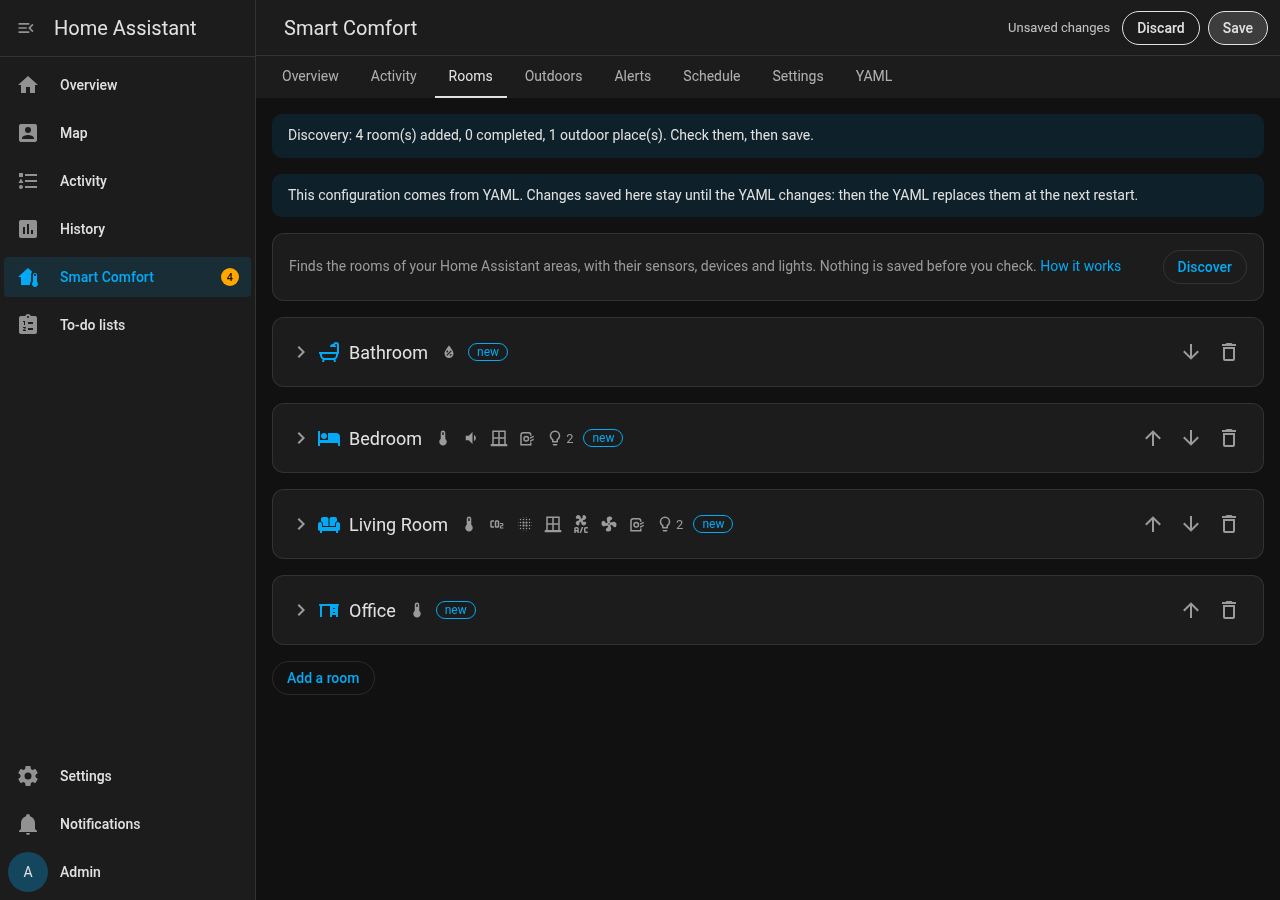 Home Assistant
Smart Comfort
Unsaved changes
Discard
Save
Overview
Map
Activity
History
Smart Comfort
4
To-do lists
Settings
Notifications
A
Admin
Overview
Activity
Rooms
Outdoors
Alerts
Schedule
Settings
YAML
Discovery: 4 room(s) added, 0 completed, 1 outdoor place(s). Check them, then save.
This configuration comes from YAML. Changes saved here stay until the YAML changes: then the YAML replaces them at the next restart.
Finds the rooms of your Home Assistant areas, with their sensors, devices and lights. Nothing is saved before you check. How it works
Discover
Bathroom
new
Bedroom
2
new
Living Room
CO₂
A/C
2
new
Office
new
Add a room